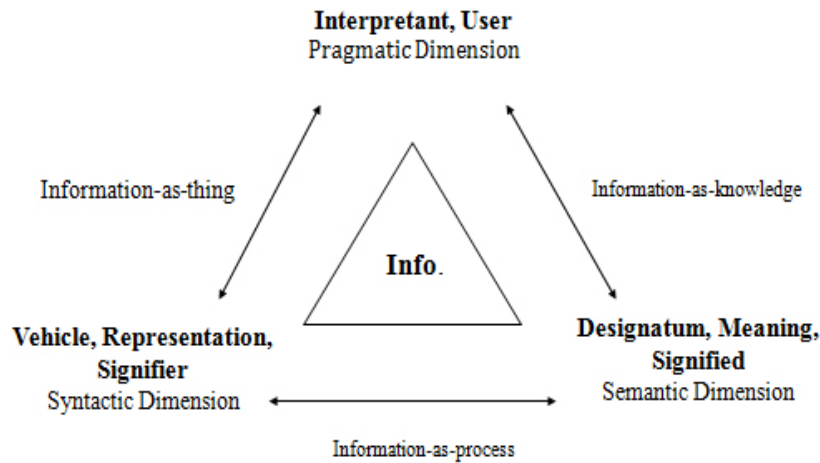 Interpretant, User
Pragmatic Dimension
Information-as-thing
Information-as-knowledge
Info.
Vehicle, Representation,
Signifier
Syntactic Dimension
Designatum, Meaning,
Signified
Semantic Dimension
Information-as-process